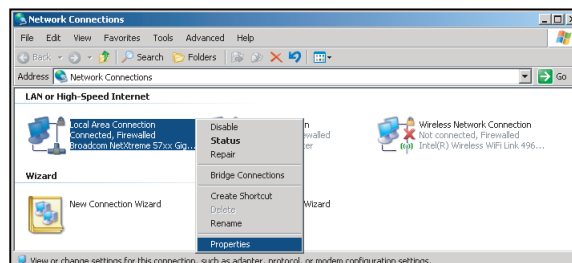 Network Connections
File Edit View Favorites Tools Advanced Help
Back Search Folders
Address Network Connections Go
LAN or High-Speed Internet
Local Area Connection
Connected, Firewalled
Broadcom NetXtreme 57xx Gig...
Wireless Network Connection
Not connected, Firewalled
Intel(R) Wireless WiFi Link 496...
Disable
Status
Repair
Bridge Connections
Create Shortcut
Delete
Rename
Properties
Wizard
New Connection Wizard
Wizard
View or change settings for this connection, such as adapter, protocol, or modem configuration settings.